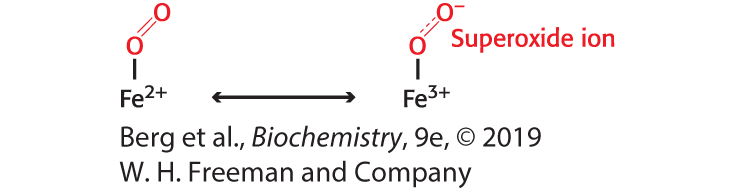 O O O O⁻
Superoxide ion
Fe²⁺ Fe³⁺
Berg et al., Biochemistry, 9e, © 2019
W. H. Freeman and Company